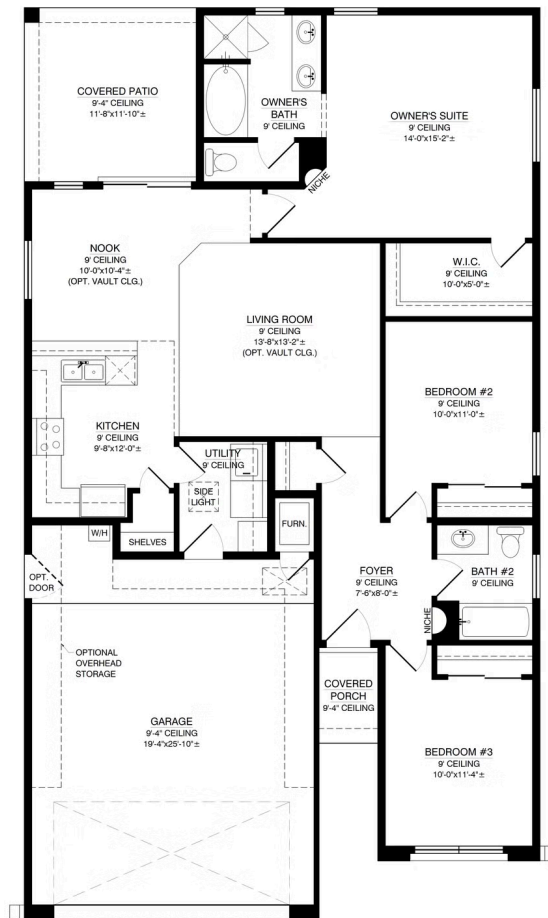 COVERED PATIO
9'-4" CEILING
11'-8"x11'-10"±
OWNER'S
BATH
9' CEILING
OWNER'S SUITE
9' CEILING
14'-0"x15'-2"±
NICHE
NOOK
9' CEILING
10'-0"x10'-4"±
(OPT. VAULT CLG.)
W.I.C.
9' CEILING
10'-0"x5'-0"±
LIVING ROOM
9' CEILING
13'-8"x13'-2"±
(OPT. VAULT CLG.)
BEDROOM #2
9' CEILING
10'-0"x11'-0"±
KITCHEN
9' CEILING
9'-8"x12'-0"±
UTILITY
9' CEILING
SIDE
LIGHT
FURN.
W/H
SHELVES
OPT.
DOOR
FOYER
9' CEILING
7'-6"x8'-0"±
BATH #2
9' CEILING
NICHE
OPTIONAL
OVERHEAD
STORAGE
COVERED
PORCH
9'-4" CEILING
GARAGE
9'-4" CEILING
19'-4"x25'-10"±
BEDROOM #3
9' CEILING
10'-0"x11'-4"±